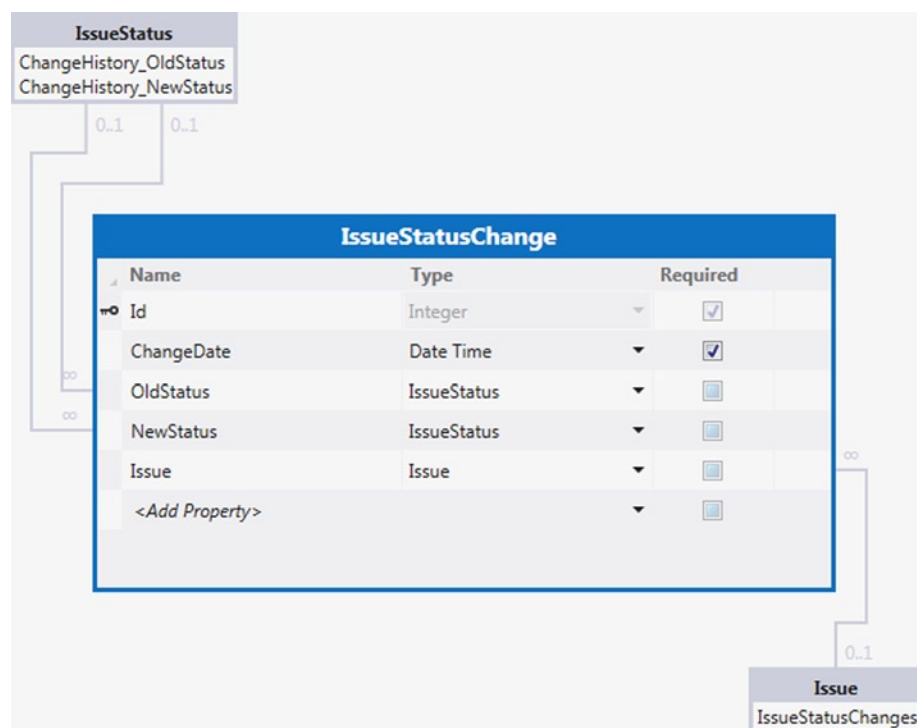 IssueStatus
ChangeHistory_OldStatus
ChangeHistory_NewStatus
0..1 0..1
IssueStatusChange
Name Type Required
Id Integer
ChangeDate Date Time
∞
OldStatus IssueStatus
∞
NewStatus IssueStatus
∞
Issue Issue
<Add Property>
0..1
Issue
IssueStatusChanges